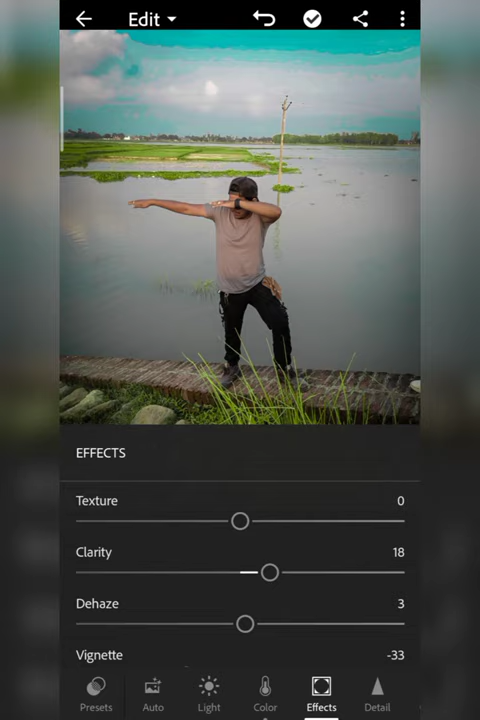 Edit
EFFECTS
Texture 0
Clarity 18
Dehaze 3
Vignette -33
Presets Auto Light Color Effects Detail